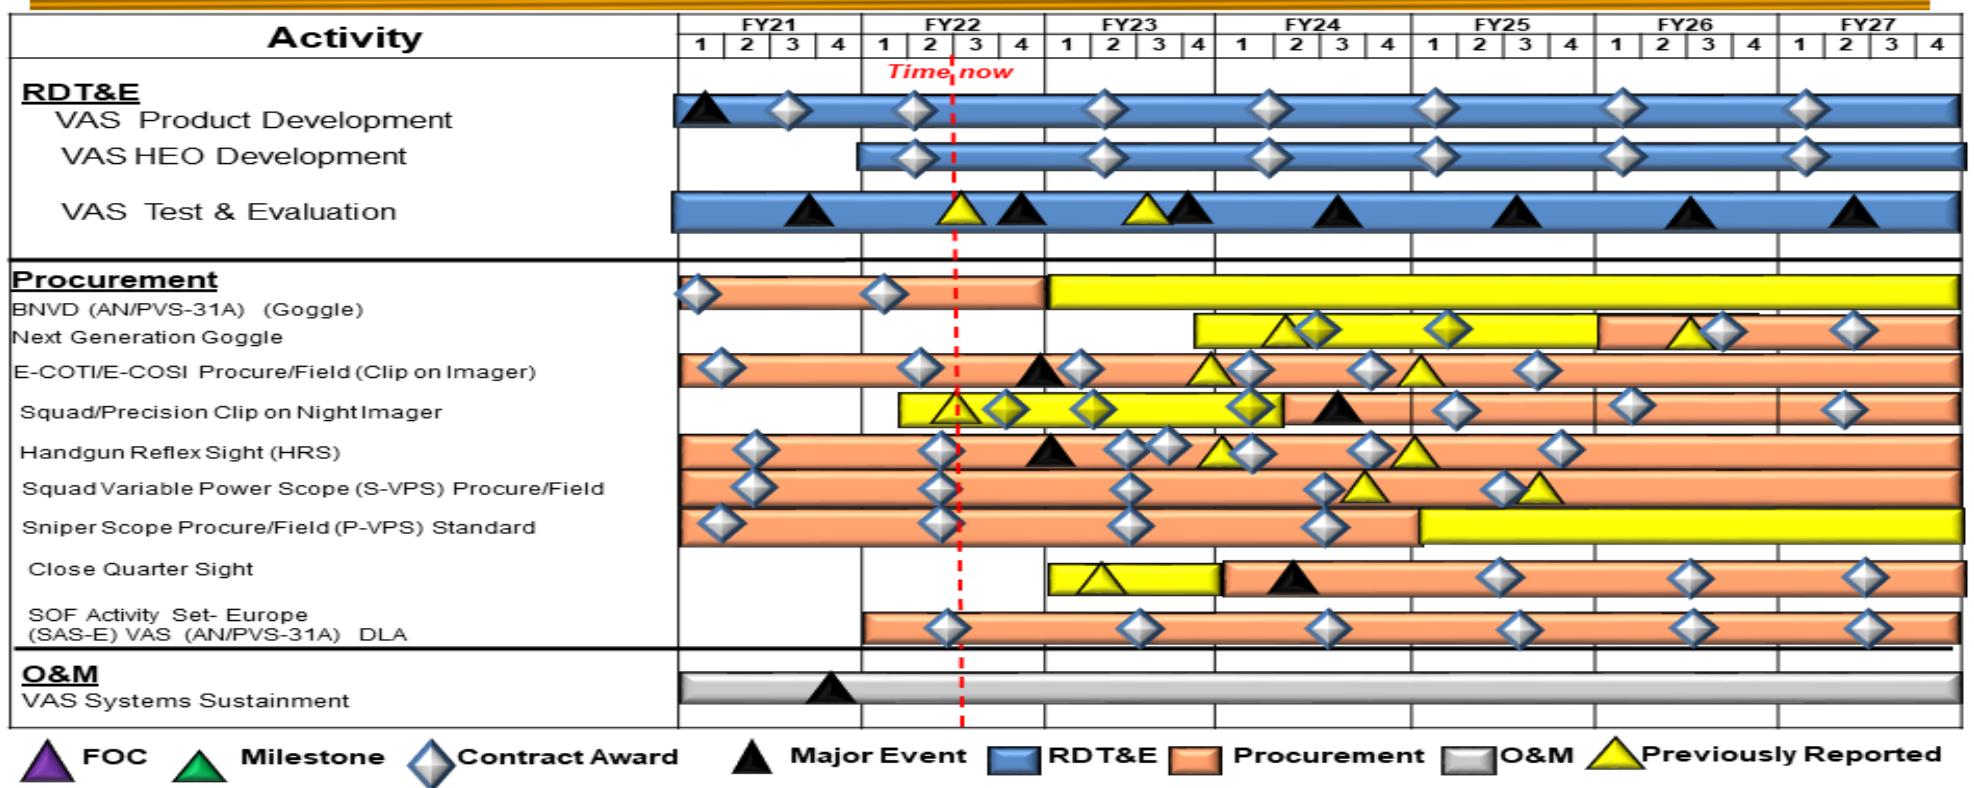 Activity
FY21 FY22 FY23 FY24 FY25 FY26 FY27
1 2 3 4 1 2 3 4 1 2 3 4 1 2 3 4 1 2 3 4 1 2 3 4 1 2 3 4
Time now
RDT&E
VAS Product Development
VAS HEO Development
VAS Test & Evaluation
Procurement
BNVD (AN/PVS-31A) (Goggle)
Next Generation Goggle
E-COTI/E-COSI Procure/Field (Clip on Imager)
Squad/Precision Clip on Night Imager
Handgun Reflex Sight (HRS)
Squad Variable Power Scope (S-VPS) Procure/Field
Sniper Scope Procure/Field (P-VPS) Standard
Close Quarter Sight
SOF Activity Set- Europe
(SAS-E) VAS (AN/PVS-31A) DLA
O&M
VAS Systems Sustainment
FOC Milestone Contract Award Major Event RDT&E Procurement O&M Previously Reported